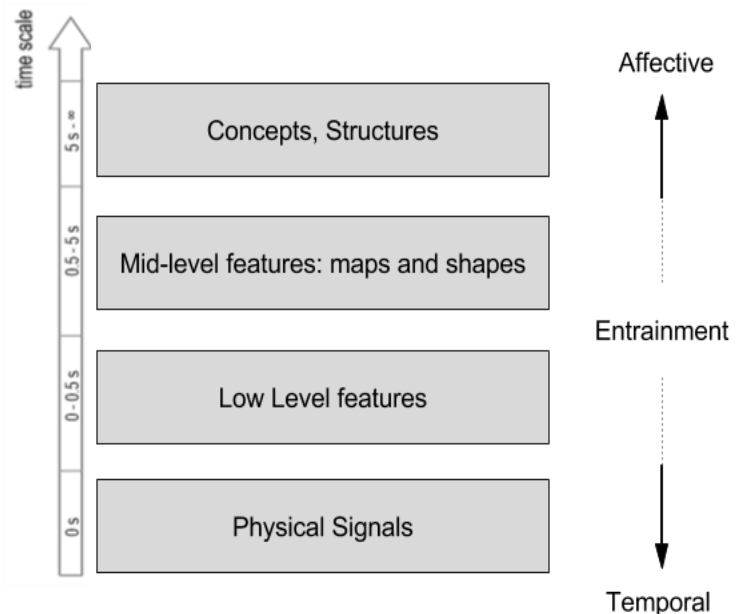 time scale
5 s - ∞
0.5 - 5s
0 - 0.5s
0s
Concepts, Structures
Mid-level features: maps and shapes
Low Level features
Physical Signals
Affective
Entrainment
Temporal